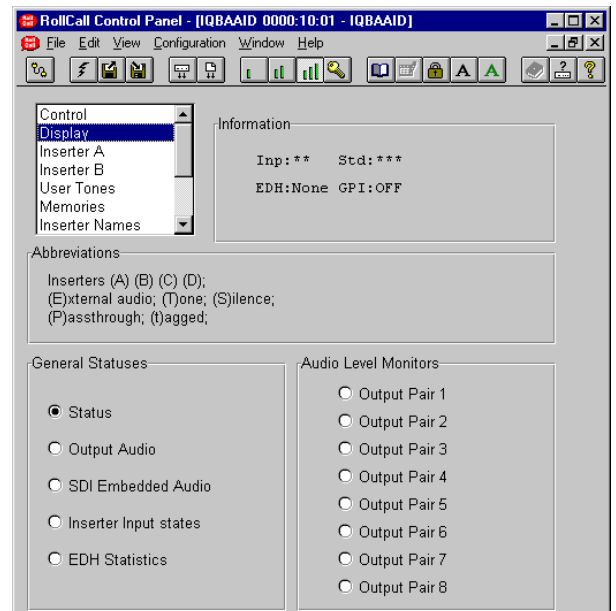 RollCall Control Panel - [IQBAAID 0000:10:01 - IQBAAID]
File Edit View Configuration Window Help
A A
Control
Display
Inserter A
Inserter B
User Tones
Memories
Inserter Names
Information
Inp:** Std:***
EDH:None GPI:OFF
Abbreviations
Inserters (A) (B) (C) (D);
(E)xternal audio; (T)one; (S)ilence;
(P)assthrough; (t)agged;
General Statuses
Status
Output Audio
SDI Embedded Audio
Inserter Input states
EDH Statistics
Audio Level Monitors
Output Pair 1
Output Pair 2
Output Pair 3
Output Pair 4
Output Pair 5
Output Pair 6
Output Pair 7
Output Pair 8